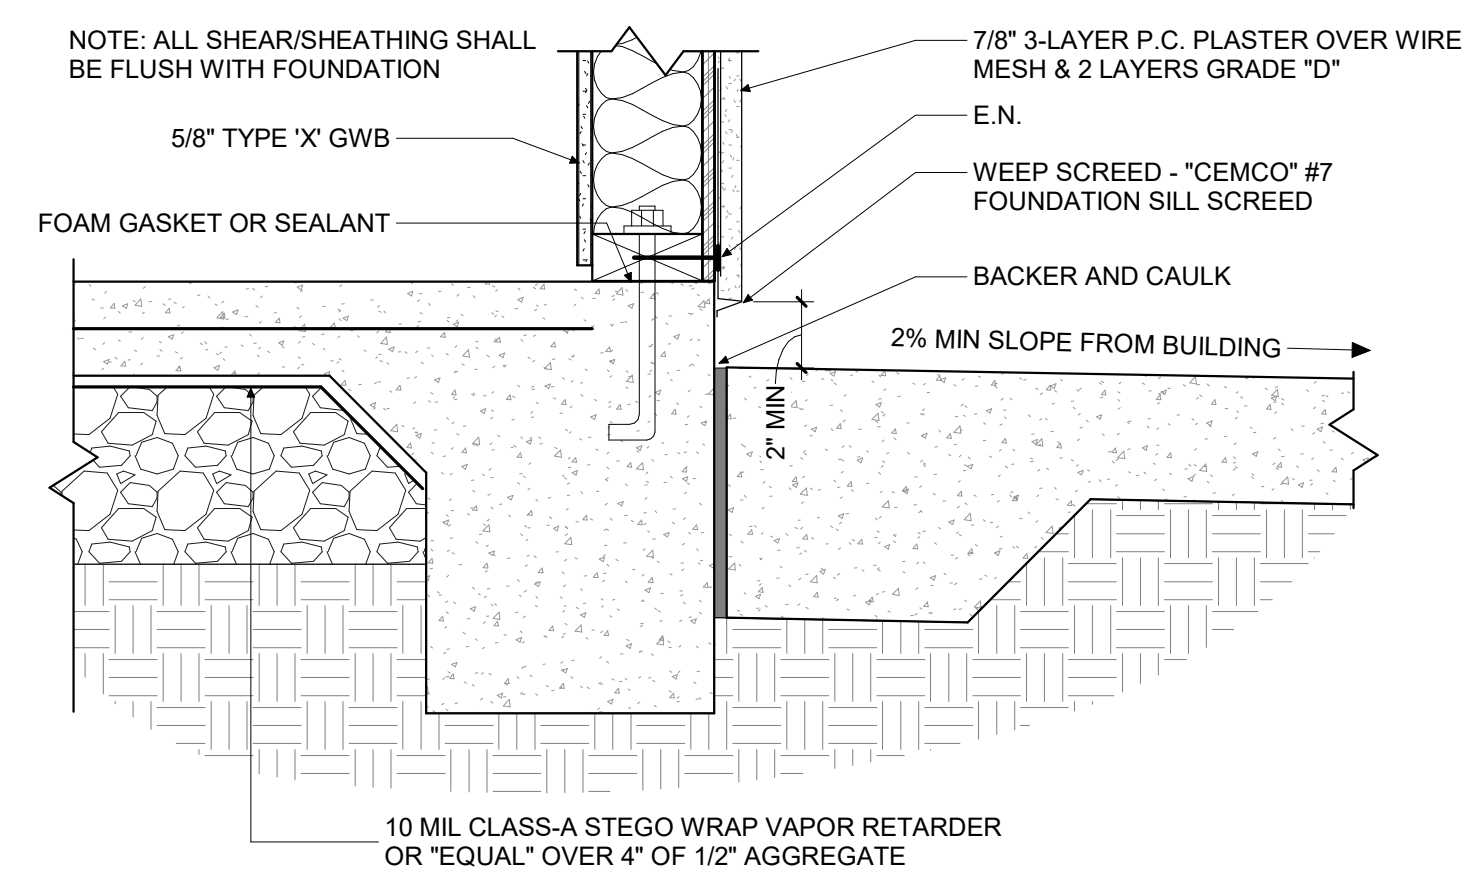 NOTE: ALL SHEAR/SHEATHING SHALL
BE FLUSH WITH FOUNDATION
5/8" TYPE 'X' GWB
FOAM GASKET OR SEALANT
7/8" 3-LAYER P.C. PLASTER OVER WIRE
MESH & 2 LAYERS GRADE "D"
E.N.
WEEP SCREED - "CEMCO" #7
FOUNDATION SILL SCREED
BACKER AND CAULK
2% MIN SLOPE FROM BUILDING
2" MIN
10 MIL CLASS-A STEGO WRAP VAPOR RETARDER
OR "EQUAL" OVER 4" OF 1/2" AGGREGATE